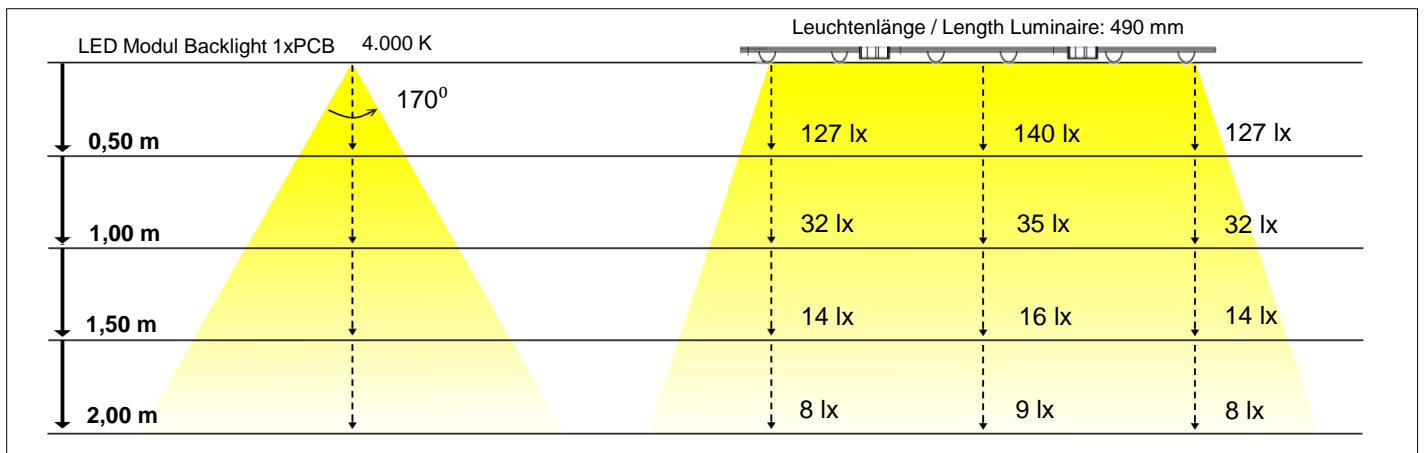 Leuchtenlänge / Length Luminaire: 490 mm
LED Modul Backlight 1xPCB 4.000 K
170⁰
0,50 m 127 lx 140 lx 127 lx
1,00 m 32 lx 35 lx 32 lx
1,50 m 14 lx 16 lx 14 lx
2,00 m 8 lx 9 lx 8 lx